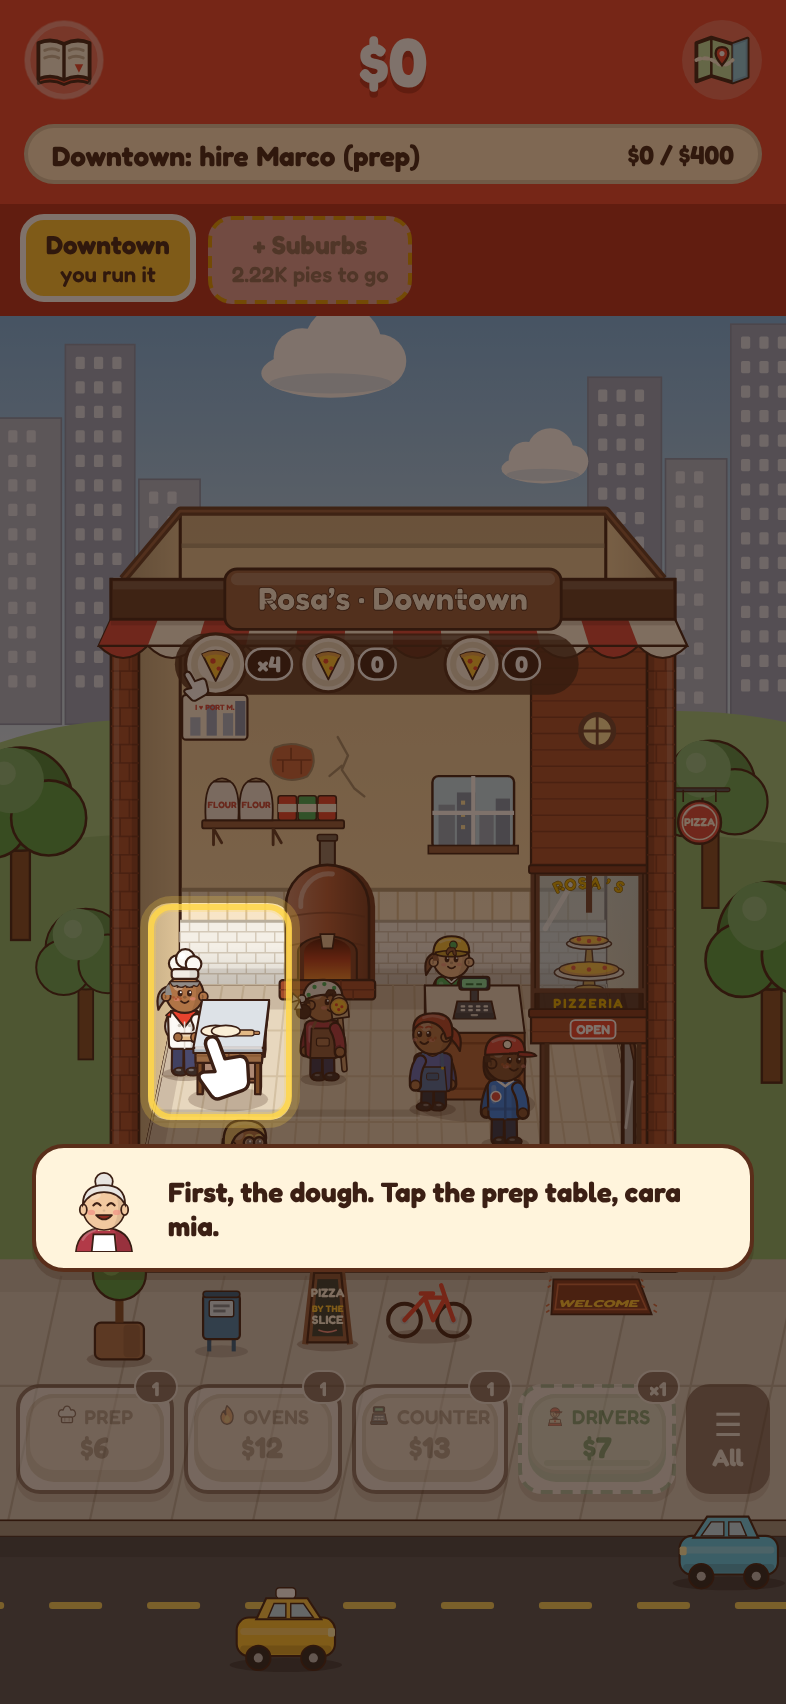 $0
Downtown: hire Marco (prep) $0 / $400
Downtown
you run it
+ Suburbs
2.22K pies to go
Rosa's · Downtown
x4 0 0
FLOUR FLOUR
PIZZA
ROSA'S
PIZZERIA
OPEN
First, the dough. Tap the prep table, cara
mia.
PIZZA
BY THE
SLICE
WELCOME
1 1 1 x1
PREP OVENS COUNTER DRIVERS
$6 $12 $13 $7
All